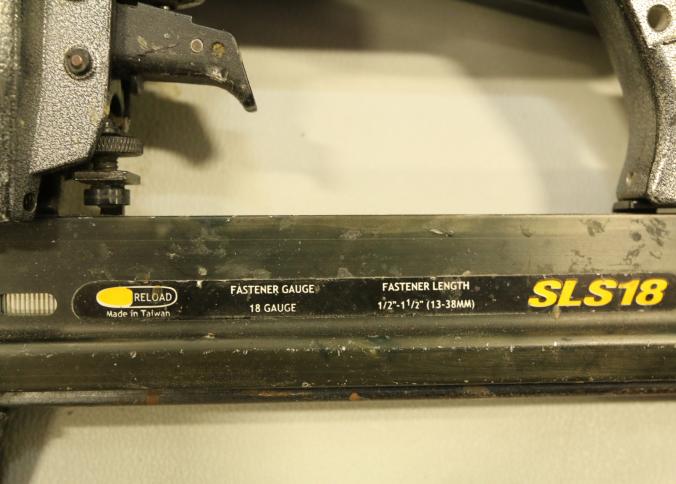 RELOAD
Made in Taiwan
FASTENER GAUGE
18 GAUGE
FASTENER LENGTH
1/2"-1 1/2" (13-38MM)
SLS18